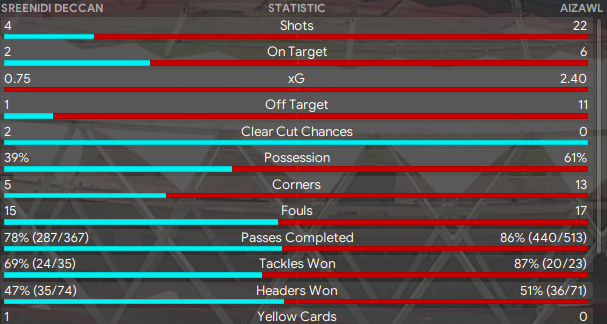 SREENIDI DECCAN STATISTIC AIZAWL
4 Shots 22
2 On Target 6
0.75 xG 2.40
1 Off Target 11
2 Clear Cut Chances 0
39% Possession 61%
5 Corners 13
15 Fouls 17
78% (287/367) Passes Completed 86% (440/513)
69% (24/35) Tackles Won 87% (20/23)
47% (35/74) Headers Won 51% (36/71)
1 Yellow Cards 0